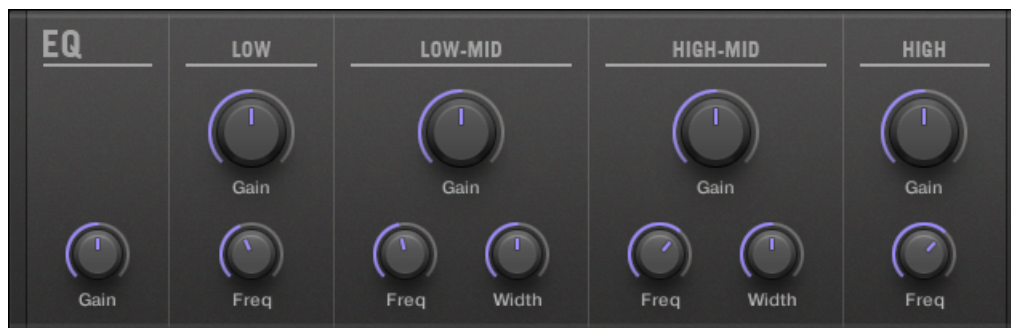 EQ
LOW
LOW-MID
HIGH-MID
HIGH
Gain
Gain
Gain
Gain
Gain
Freq
Freq
Width
Freq
Width
Freq